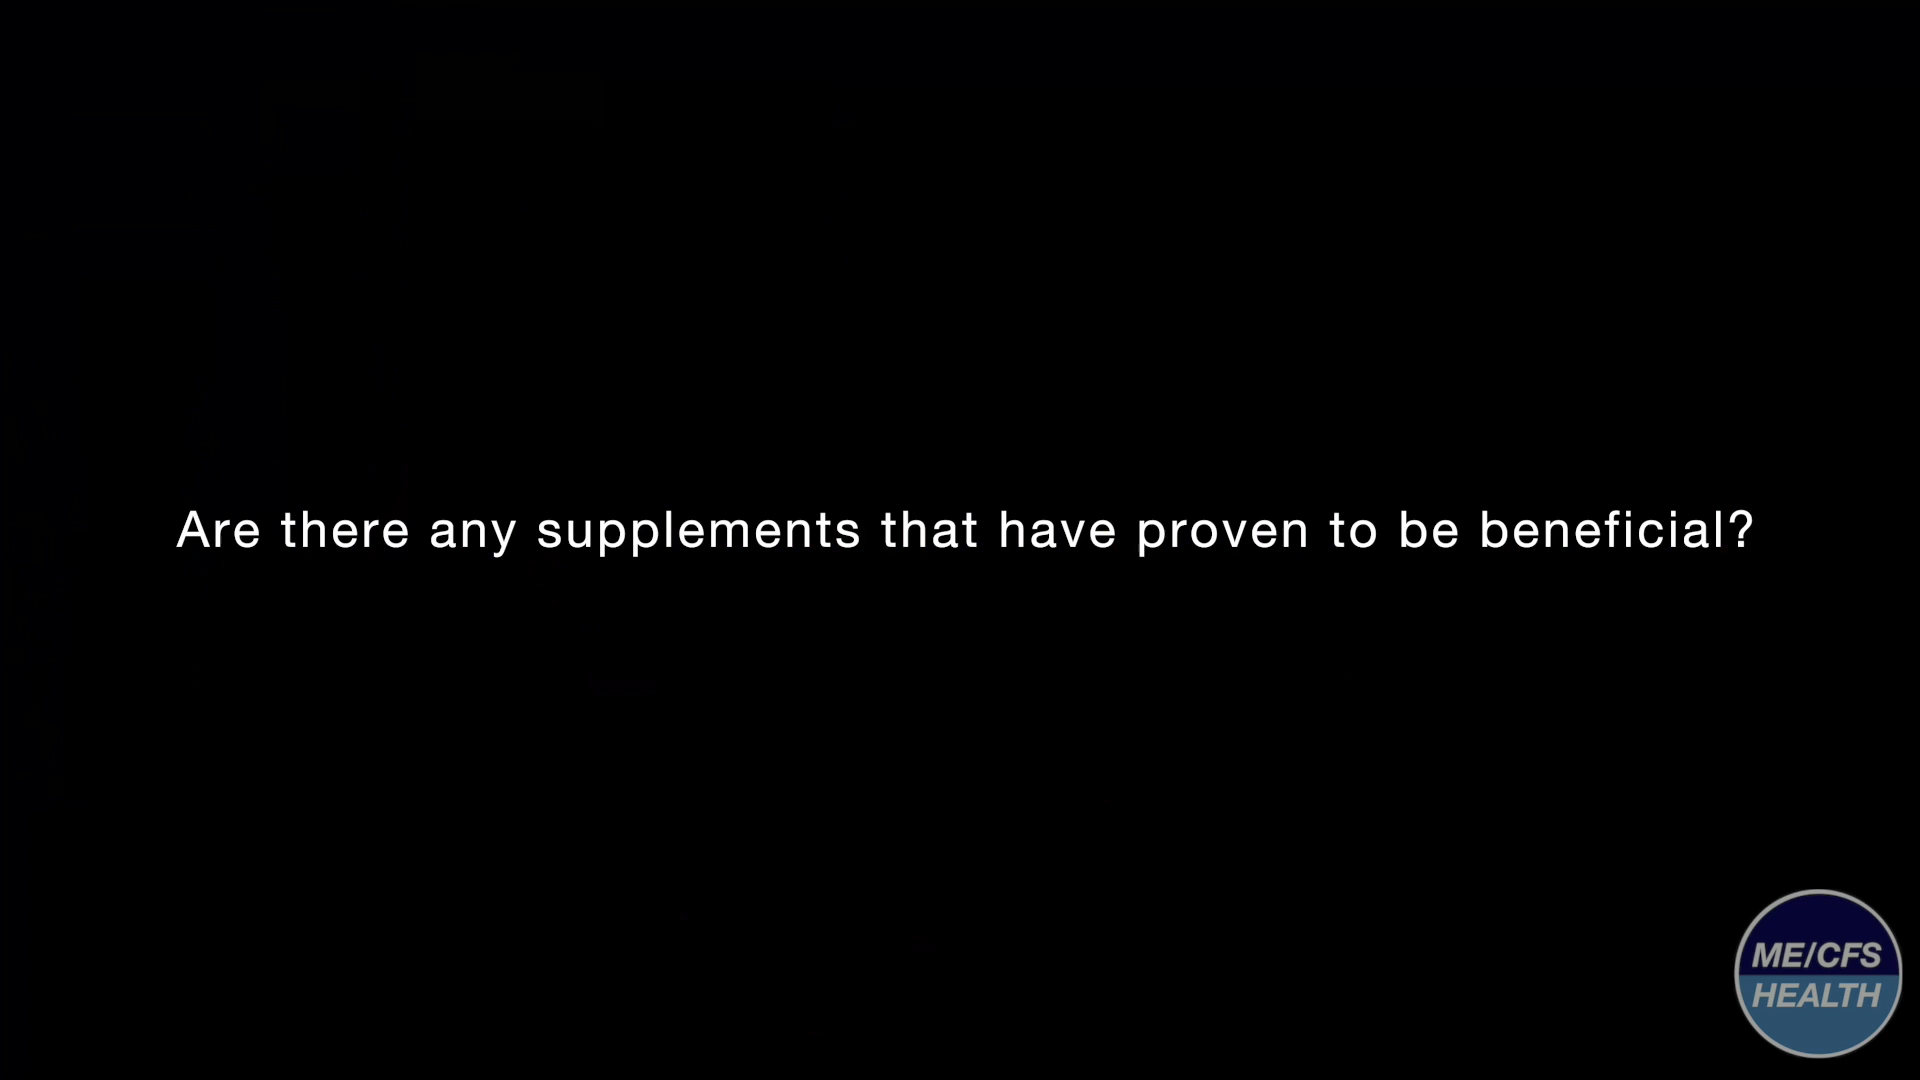 Are there any supplements that have proven to be beneficial?
ME/CFS
HEALTH